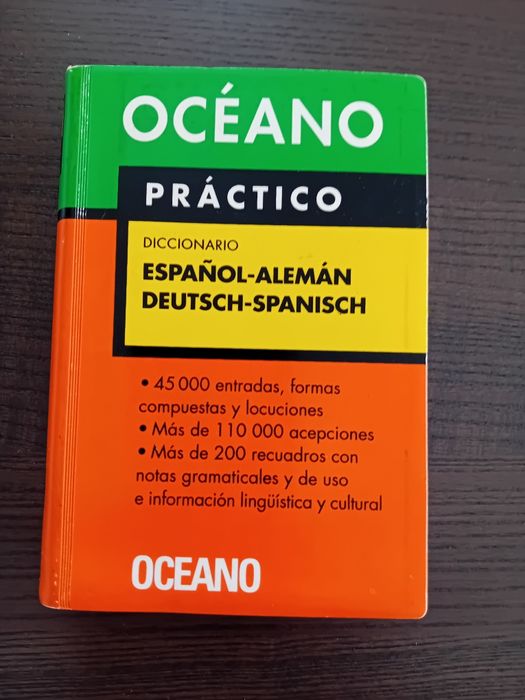 OCÉANO
PRÁCTICO
DICCIONARIO
ESPAÑOL-ALEMÁN
DEUTSCH-SPANISCH
• 45 000 entradas, formas
compuestas y locuciones
• Más de 110 000 acepciones
• Más de 200 recuadros con
notas gramaticales y de uso
e información lingüística y cultural
OCEANO